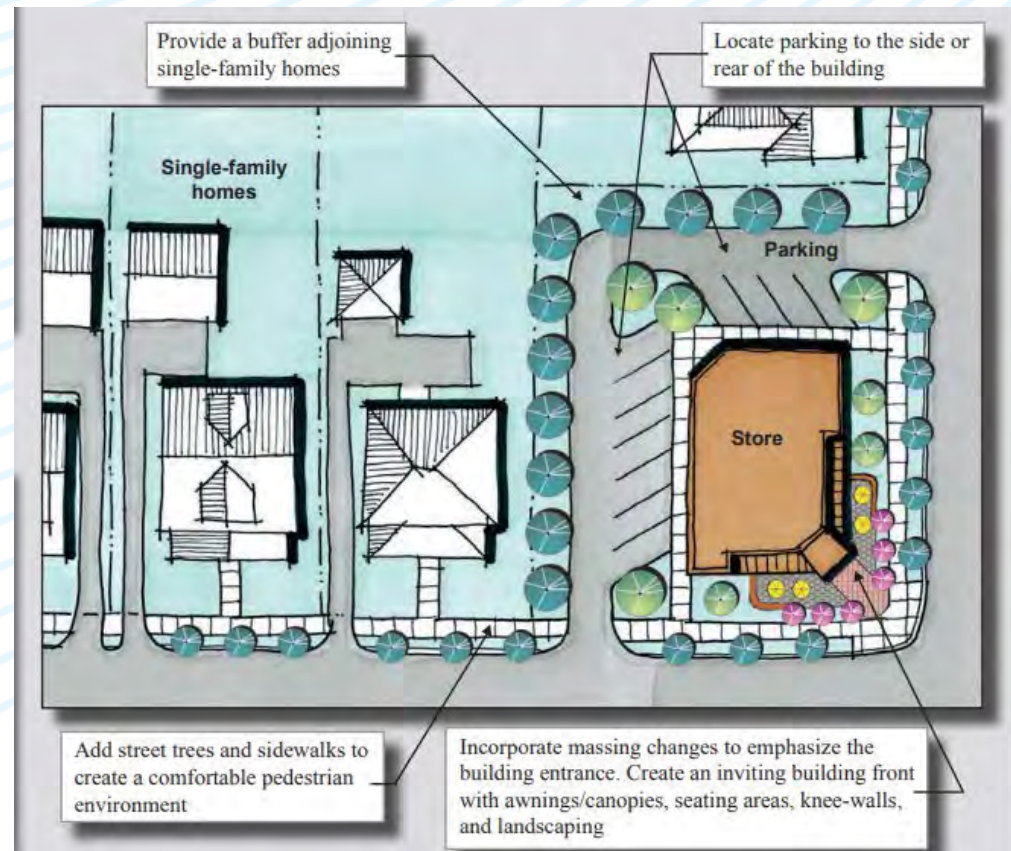 Provide a buffer adjoining
single-family homes
Locate parking to the side or
rear of the building
Single-family
homes
Parking
Store
Add street trees and sidewalks to
create a comfortable pedestrian
environment
Incorporate massing changes to emphasize the
building entrance. Create an inviting building front
with awnings/canopies, seating areas, knee-walls,
and landscaping